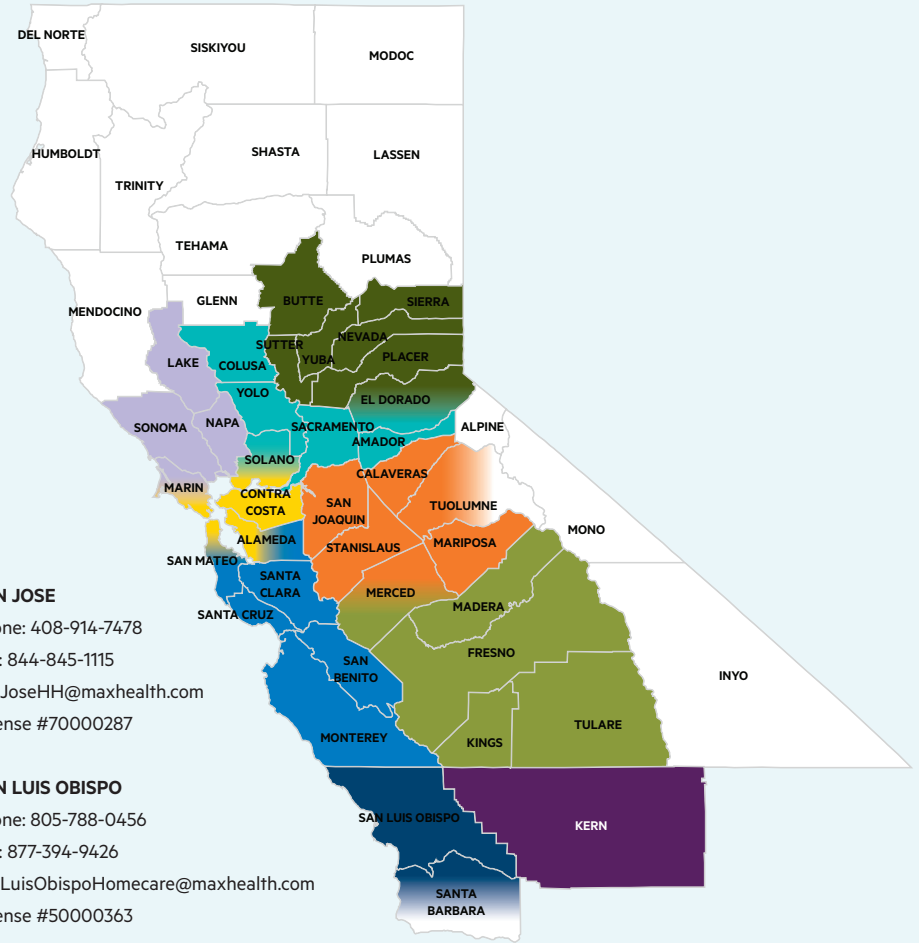 DEL NORTE
SISKIYOU
MODOC
HUMBOLDT
TRINITY
SHASTA
LASSEN
TEHAMA
PLUMAS
MENDOCINO
GLENN
BUTTE
SIERRA
LAKE
COLUSA
SUTTER
YUBA
NEVADA
PLACER
YOLO
EL DORADO
SONOMA
NAPA
SACRAMENTO
ALPINE
AMADOR
SOLANO
MARIN
CALAVERAS
CONTRA
COSTA
SAN
JOAQUIN
TUOLUMNE
ALAMEDA
STANISLAUS
MARIPOSA
MONO
SAN MATEO
SANTA
CLARA
MERCED
MADERA
SANTA CRUZ
FRESNO
SAN
BENITO
INYO
MONTEREY
KINGS
TULARE
SAN LUIS OBISPO
KERN
SANTA
BARBARA
N JOSE
one: 408-914-7478
: 844-845-1115
JoseHH@maxhealth.com
ense #70000287
N LUIS OBISPO
one: 805-788-0456
: 877-394-9426
LuisObispoHomecare@maxhealth.com
ense #50000363